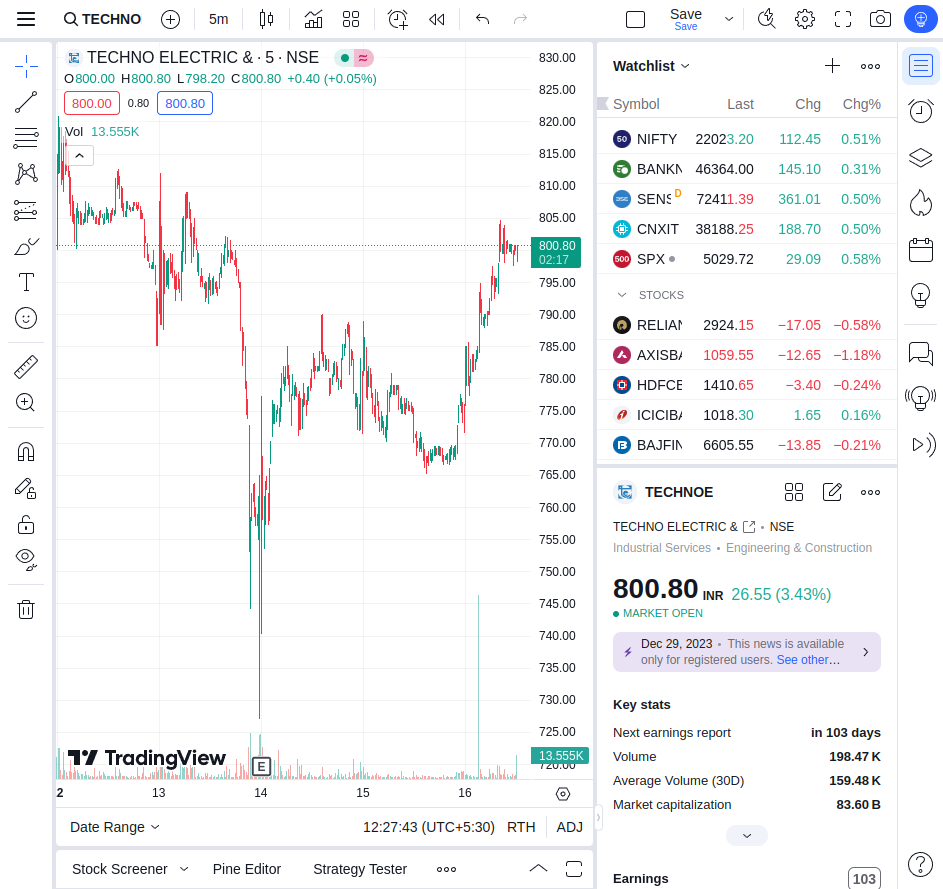 TECHNO
5m
Save
Save
TECHNO ELECTRIC & · 5 · NSE
O800.00 H800.80 L798.20 C800.80 +0.40 (+0.05%)
800.00 0.80 800.80
Vol 13.555K
830.00
825.00
820.00
815.00
810.00
805.00
800.80
02:17
795.00
790.00
785.00
780.00
775.00
770.00
765.00
760.00
755.00
750.00
745.00
740.00
735.00
730.00
725.00
13.555K
720.00
TradingView
E
2 13 14 15 16
Date Range 12:27:43 (UTC+5:30) RTH ADJ
Stock Screener Pine Editor Strategy Tester
Watchlist
Symbol Last Chg Chg%
50 NIFTY 22023.20 112.45 0.51%
BANKN 46364.00 145.10 0.31%
SENS D 72411.39 361.01 0.50%
CNXIT 38188.25 188.70 0.50%
500 SPX 5029.72 29.09 0.58%
STOCKS
RELIAN 2924.15 −17.05 −0.58%
AXISBA 1059.55 −12.65 −1.18%
HDFCB 1410.65 −3.40 −0.24%
ICICIBA 1018.30 1.65 0.16%
BAJFIN 6605.55 −13.85 −0.21%
TECHNOE
TECHNO ELECTRIC & • NSE
Industrial Services • Engineering & Construction
800.80 INR 26.55 (3.43%)
MARKET OPEN
Dec 29, 2023 • This news is available
only for registered users. See other…
Key stats
Next earnings report in 103 days
Volume 198.47 K
Average Volume (30D) 159.48 K
Market capitalization 83.60 B
Earnings 103